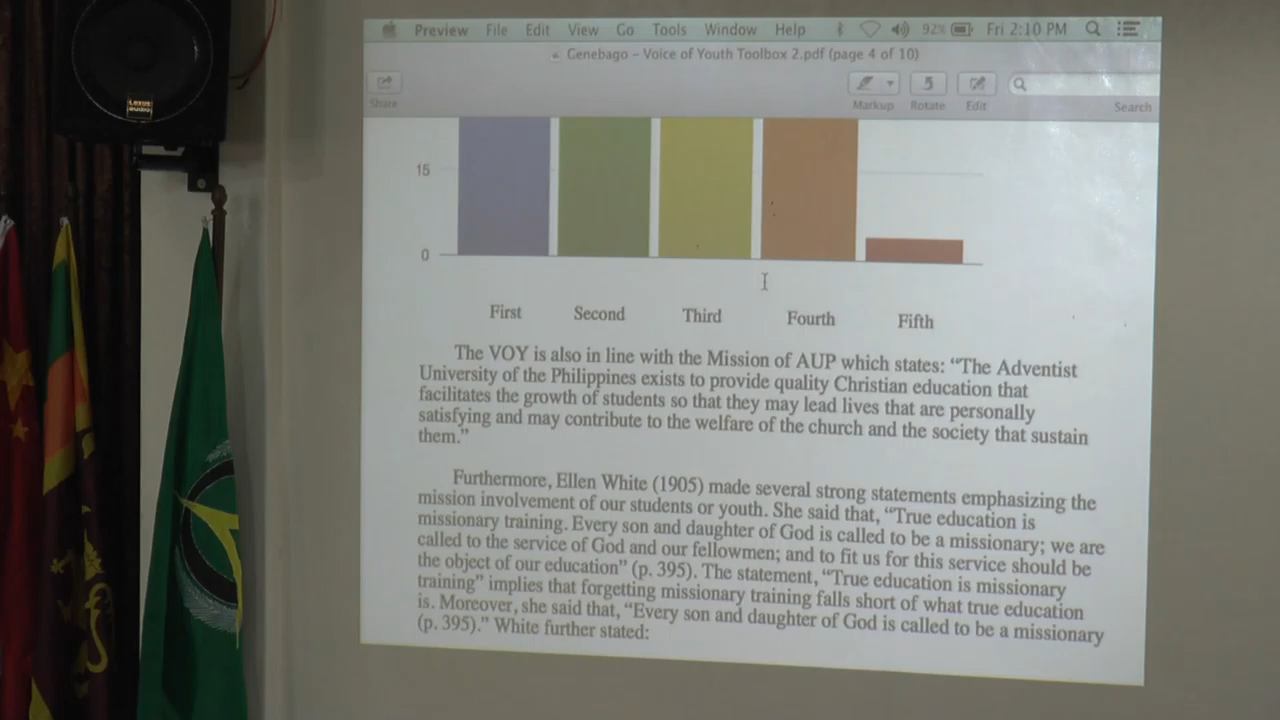 Lexus
audio
Preview File Edit View Go Tools Window Help 92% Fri 2:10 PM
Genebago – Voice of Youth Toolbox 2.pdf (page 4 of 10)
Share Markup Rotate Edit Search
15
0
First Second Third Fourth Fifth
The VOY is also in line with the Mission of AUP which states: “The Adventist
University of the Philippines exists to provide quality Christian education that
facilitates the growth of students so that they may lead lives that are personally
satisfying and may contribute to the welfare of the church and the society that sustain
them.”
Furthermore, Ellen White (1905) made several strong statements emphasizing the
mission involvement of our students or youth. She said that, “True education is
missionary training. Every son and daughter of God is called to be a missionary; we are
called to the service of God and our fellowmen; and to fit us for this service should be
the object of our education” (p. 395). The statement, “True education is missionary
training” implies that forgetting missionary training falls short of what true education
is. Moreover, she said that, “Every son and daughter of God is called to be a missionary
(p. 395).” White further stated: